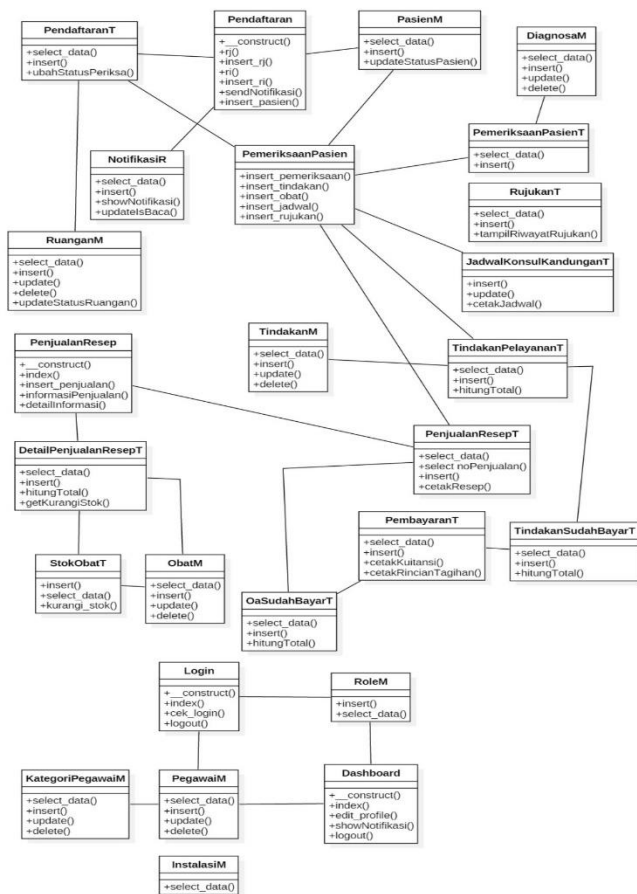 PendaftaranT
+select_data()
+insert()
+ubahStatusPeriksa()
Pendaftaran
+__construct()
+rj()
+insert_rj()
+ri()
+insert_ri()
+sendNotifikasi()
+insert_pasien()
PasienM
+select_data()
+insert()
+updateStatusPasien()
DiagnosaM
+select_data()
+insert()
+update()
+delete()
NotifikasiR
+select_data()
+insert()
+showNotifikasi()
+updateIsBaca()
PemeriksaanPasien
+insert_pemeriksaan()
+insert_tindakan()
+insert_obat()
+insert_jadwal()
+insert_rujukan()
PemeriksaanPasienT
+select_data()
+insert()
RujukanT
+select_data()
+insert()
+tampilRiwayatRujukan()
RuanganM
+select_data()
+insert()
+update()
+delete()
+updateStatusRuangan()
JadwalKonsulKandunganT
+insert()
+update()
+cetakJadwal()
PenjualanResep
+__construct()
+index()
+insert_penjualan()
+informasiPenjualan()
+detailInformasi()
TindakanM
+select_data()
+insert()
+update()
+delete()
TindakanPelayananT
+select_data()
+insert()
+hitungTotal()
DetailPenjualanResepT
+select_data()
+insert()
+hitungTotal()
+getKurangiStok()
PenjualanResepT
+select_data()
+select noPenjualan()
+insert()
+cetakResep()
StokObatT
+insert()
+select_data()
+kurangi_stok()
ObatM
+select_data()
+insert()
+update()
+delete()
PembayaranT
+select_data()
+insert()
+cetakKuitansi()
+cetakRincianTagihan()
TindakanSudahBayarT
+select_data()
+insert()
+hitungTotal()
OaSudahBayarT
+select_data()
+insert()
+hitungTotal()
Login
+__construct()
+index()
+cek_login()
+logout()
RoleM
+insert()
+select_data()
KategoriPegawaiM
+select_data()
+insert()
+update()
+delete()
PegawaiM
+select_data()
+insert()
+update()
+delete()
Dashboard
+__construct()
+index()
+edit_profile()
+showNotifikasi()
+logout()
InstalasiM
+select_data()